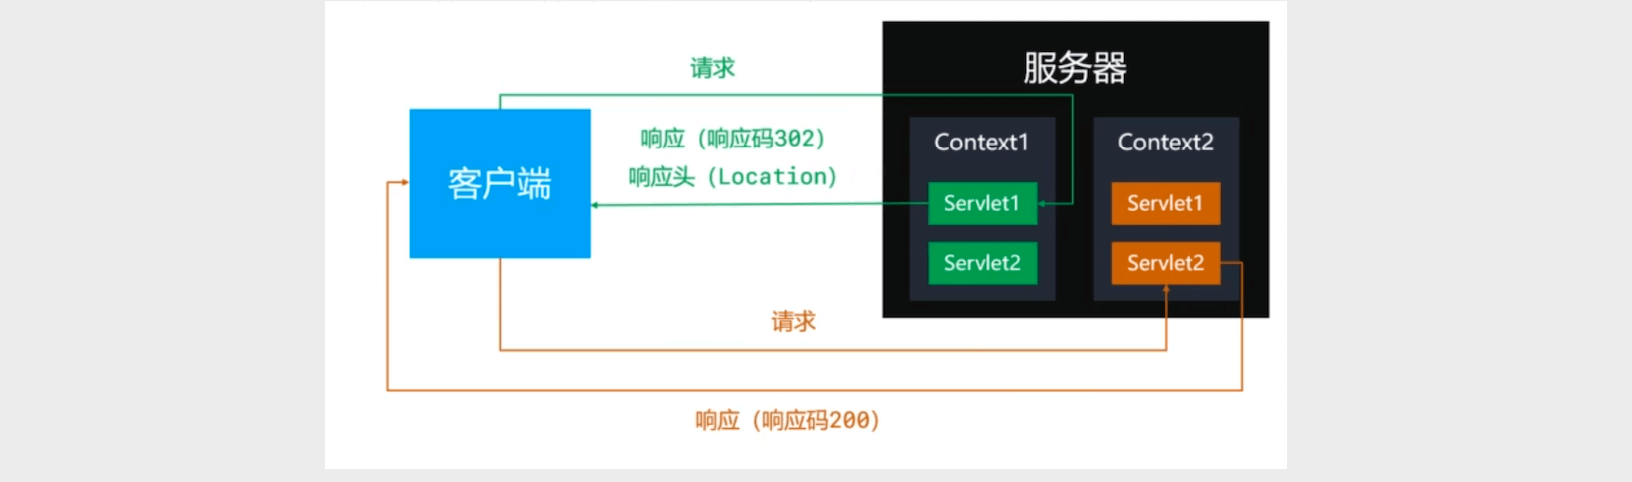 请求
服务器
响应（响应码302）
响应头（Location）
客户端
Context1
Servlet1
Servlet2
Context2
Servlet1
Servlet2
请求
响应（响应码200）